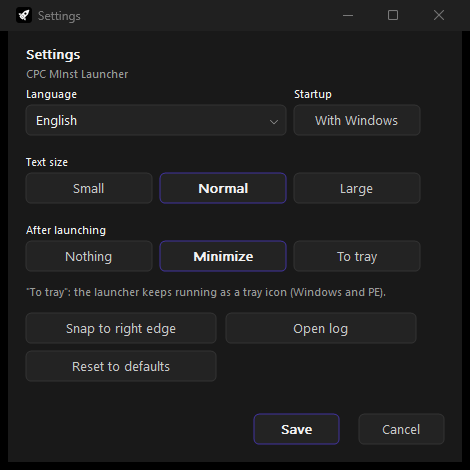 Settings
Settings
CPC MInst Launcher
Language Startup
English With Windows
Text size
Small Normal Large
After launching
Nothing Minimize To tray
"To tray": the launcher keeps running as a tray icon (Windows and PE).
Snap to right edge Open log
Reset to defaults
Save Cancel